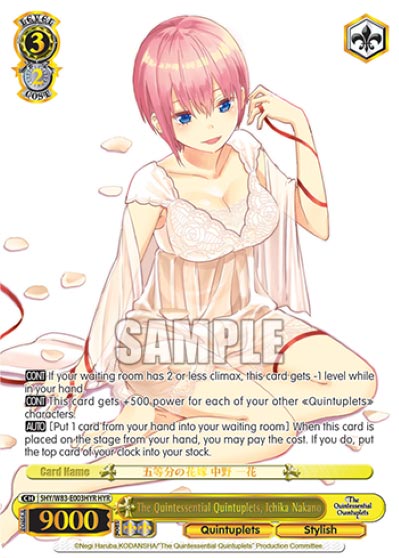 LEVEL
3
2
COST
SAMPLE
CONT If your waiting room has 2 or less climax, this card gets -1 level while
in your hand.
CONT This card gets +500 power for each of your other «Quintuplets»
characters.
AUTO [Put 1 card from your hand into your waiting room] When this card is
placed on the stage from your hand, you may pay the cost. If you do, put
the top card of your clock into your stock.
Card Name 五等分の花嫁 中野 一花
CH 5HY/W83-E003HYR HYR The Quintessential Quintuplets, Ichika Nakano
The
Quintessential
Quintuplets
9000
Quintuplets Stylish
©Negi Haruba,KODANSHA/"The Quintessential Quintuplets" Production Committee.